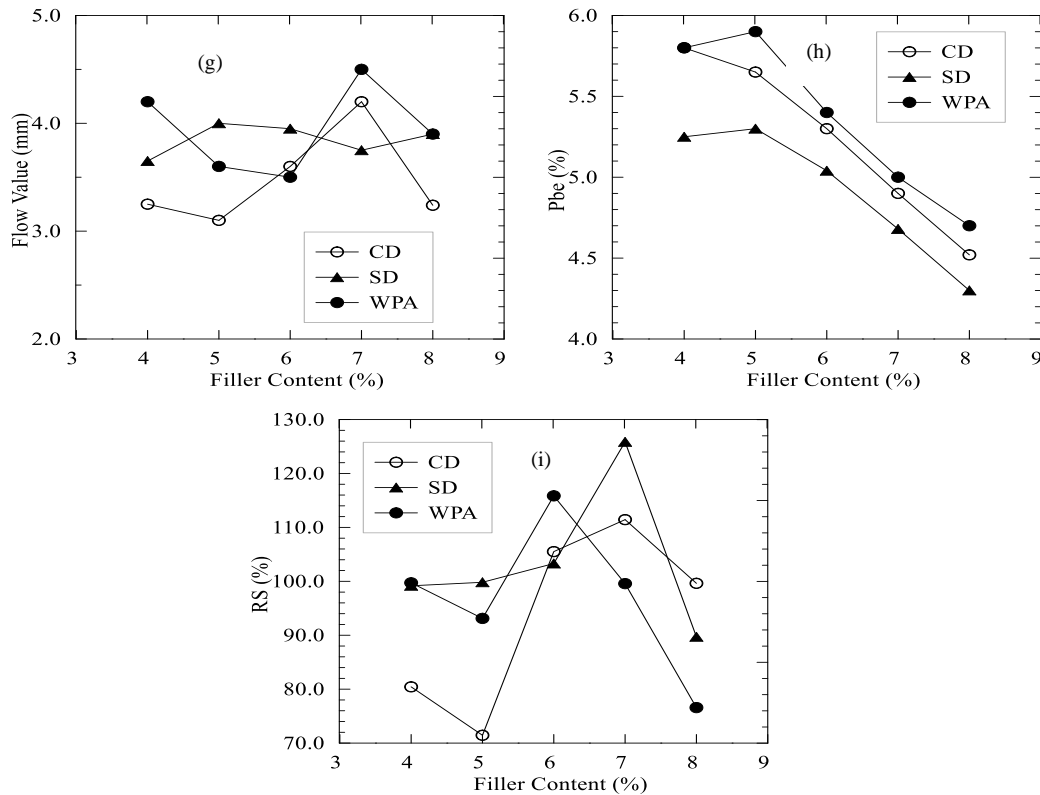 5.0
4.0
3.0
2.0
Flow Value (mm)
(g)
CD
SD
WPA
3 4 5 6 7 8 9
Filler Content (%)
6.0
5.5
5.0
4.5
4.0
Pbe (%)
(h)
CD
SD
WPA
3 4 5 6 7 8 9
Filler Content (%)
130.0
120.0
110.0
100.0
90.0
80.0
70.0
RS (%)
(i)
CD
SD
WPA
3 4 5 6 7 8 9
Filler Content (%)